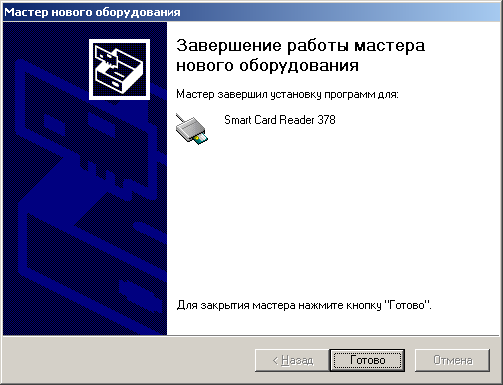 Мастер нового оборудования
Завершение работы мастера
нового оборудования
Мастер завершил установку программ для:
Smart Card Reader 378
Для закрытия мастера нажмите кнопку "Готово".
< Назад
Готово
Отмена